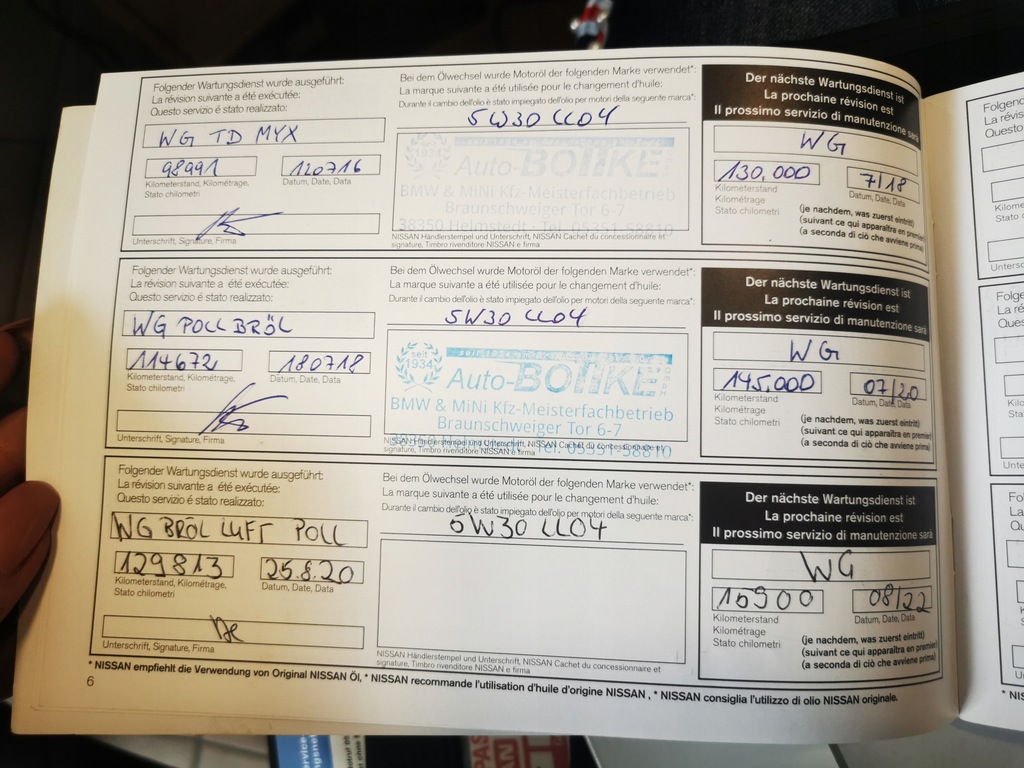 Folgender Wartungsdienst wurde ausgeführt:
La révision suivante a été exécutée:
Questo servizio é stato realizzato:
WG TD MYX
98991
120716
Kilometerstand, Kilométrage,
Stato chilometri
Datum, Date, Data
Unterschrift, Signature, Firma
Bei dem Ölwechsel wurde Motoröl der folgenden Marke verwendet*:
La marque suivante a été utilisée pour le changement d'huile:
Durante il cambio dell'olio è stato impiegato dell'olio per motori della seguente marca*:
5W30 LL04
1934
Auto-BOTHKE
BMW & MiNi Kfz-Meisterfachbetrieb
Braunschweiger Tor 6-7
38350 Helmstedt · Tel. 05351-58810
NISSAN Händlerstempel und Unterschrift, NISSAN Cachet du concessionnaire et
signature, Timbro rivenditore NISSAN e firma
Der nächste Wartungsdienst ist
La prochaine révision est
Il prossimo servizio di manutenzione sarà
WG
130,000
7/18
Kilometerstand
Kilométrage
Stato chilometri
Datum, Date, Data
(je nachdem, was zuerst eintritt)
(suivant ce qui apparaîtra en premier)
(a seconda di ciò che avviene prima)
Folgender Wartungsdienst wurde ausgeführt:
La révision suivante a été exécutée:
Questo servizio é stato realizzato:
WG POLL BRÖL
114672
180718
Kilometerstand, Kilométrage,
Stato chilometri
Datum, Date, Data
Unterschrift, Signature, Firma
Bei dem Ölwechsel wurde Motoröl der folgenden Marke verwendet*:
La marque suivante a été utilisée pour le changement d'huile:
Durante il cambio dell'olio è stato impiegato dell'olio per motori della seguente marca*:
5W30 LL04
seit
1934
Auto-BOTHKE
BMW & MiNi Kfz-Meisterfachbetrieb
Braunschweiger Tor 6-7
Tel. 05351-58810
NISSAN Händlerstempel und Unterschrift, NISSAN Cachet du concessionnaire et
signature, Timbro rivenditore NISSAN e firma
Der nächste Wartungsdienst ist
La prochaine révision est
Il prossimo servizio di manutenzione sarà
WG
145.000
07/20
Kilometerstand
Kilométrage
Stato chilometri
Datum, Date, Data
(je nachdem, was zuerst eintritt)
(suivant ce qui apparaîtra en premier)
(a seconda di ciò che avviene prima)
Folgender Wartungsdienst wurde ausgeführt:
La révision suivante a été exécutée:
Questo servizio é stato realizzato:
WG BRÖL LUFT POLL
129813
25.8.20
Kilometerstand, Kilométrage,
Stato chilometri
Datum, Date, Data
Unterschrift, Signature, Firma
Bei dem Ölwechsel wurde Motoröl der folgenden Marke verwendet*:
La marque suivante a été utilisée pour le changement d'huile:
Durante il cambio dell'olio è stato impiegato dell'olio per motori della seguente marca*:
5W30 LL04
NISSAN Händlerstempel und Unterschrift, NISSAN Cachet du concessionnaire et
signature, Timbro rivenditore NISSAN e firma
Der nächste Wartungsdienst ist
La prochaine révision est
Il prossimo servizio di manutenzione sarà
WG
15900
08/22
Kilometerstand
Kilométrage
Stato chilometri
Datum, Date, Data
(je nachdem, was zuerst eintritt)
(suivant ce qui apparaîtra en premier)
(a seconda di ciò che avviene prima)
* NISSAN empfiehlt die Verwendung von Original NISSAN Öl, * NISSAN recommande l'utilisation d'huile d'origine NISSAN , * NISSAN consiglia l'utilizzo di olio NISSAN originale.
6